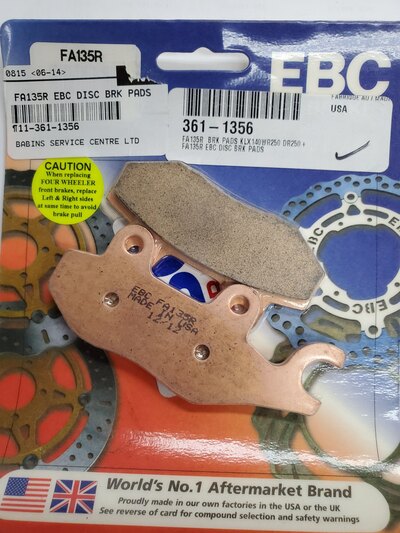 FA135R
0815 <06-14>
FA135R EBC DISC BRK PADS
T11-361-1356
BABINS SERVICE CENTRE LTD
EBC
USA
361-1356
FA135R BRK PADS KLX140WR250 DR250+
FA135R EBC DISC BRK PADS
CAUTION
When replacing
FOUR WHEELER
front brakes, replace
Left & Right sides
at same time to avoid
brake pull
EBC FA135R
MADE IN USA
12/12
World's No.1 Aftermarket Brand
Proudly made in our own factories in the USA or the UK
See reverse of card for compound selection and safety warnings